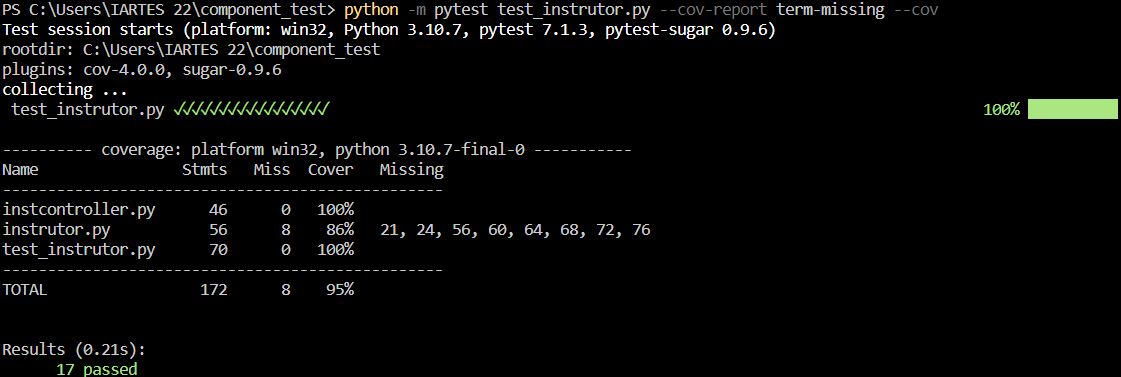 PS C:\Users\IARTES 22\component_test> python -m pytest test_instrutor.py --cov-report term-missing --cov
Test session starts (platform: win32, Python 3.10.7, pytest 7.1.3, pytest-sugar 0.9.6)
rootdir: C:\Users\IARTES 22\component_test
plugins: cov-4.0.0, sugar-0.9.6
collecting ...
test_instrutor.py ✓✓✓✓✓✓✓✓✓✓✓✓✓✓✓✓✓ 100%
---------- coverage: platform win32, python 3.10.7-final-0 -----------
Name Stmts Miss Cover Missing
-------------------------------------------------
instcontroller.py 46 0 100%
instrutor.py 56 8 86% 21, 24, 56, 60, 64, 68, 72, 76
test_instrutor.py 70 0 100%
-------------------------------------------------
TOTAL 172 8 95%
Results (0.21s):
17 passed